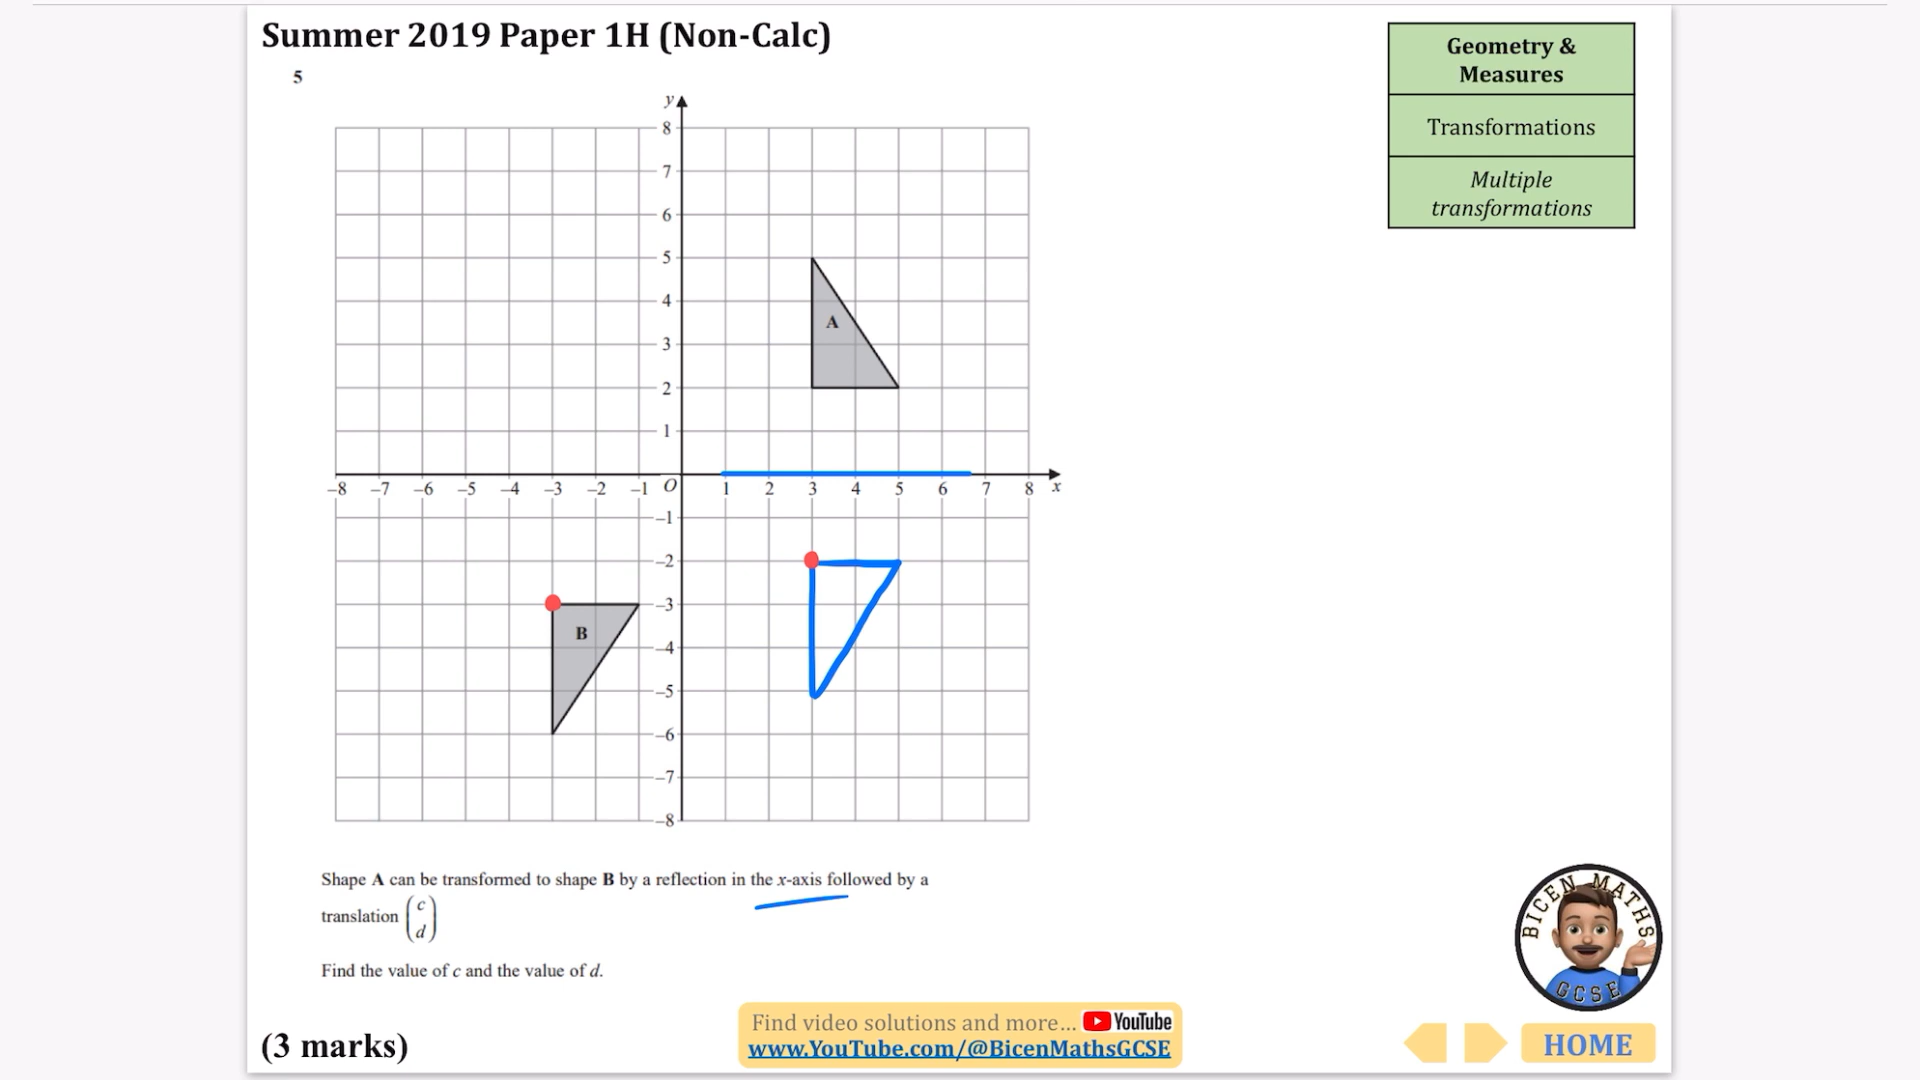 Summer 2019 Paper 1H (Non-Calc)
5
Geometry &
Measures
Transformations
Multiple
transformations
y
8
7
6
5
4
3
2
1
A
–8 –7 –6 –5 –4 –3 –2 –1 O 1 2 3 4 5 6 7 8 x
–1
–2
–3
–4
–5
–6
–7
–8
B
Shape A can be transformed to shape B by a reflection in the x-axis followed by a
translation (c
d)
Find the value of c and the value of d.
(3 marks)
Find video solutions and more... YouTube
www.YouTube.com/@BicenMathsGCSE
BICEN MATHS
GCSE
HOME